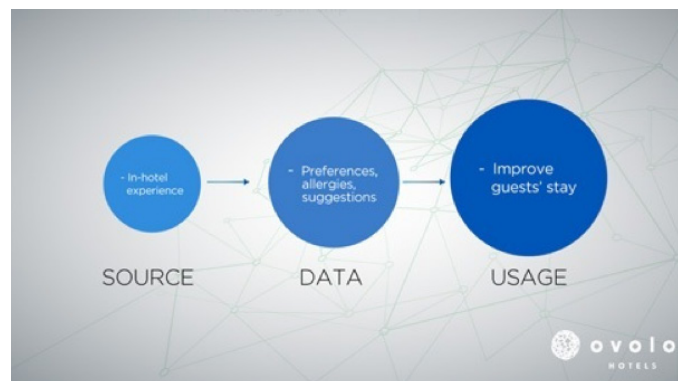 - In-hotel
experience
- Preferences,
allergies,
suggestions
- Improve
guests' stay
SOURCE
DATA
USAGE
ovolo
HOTELS